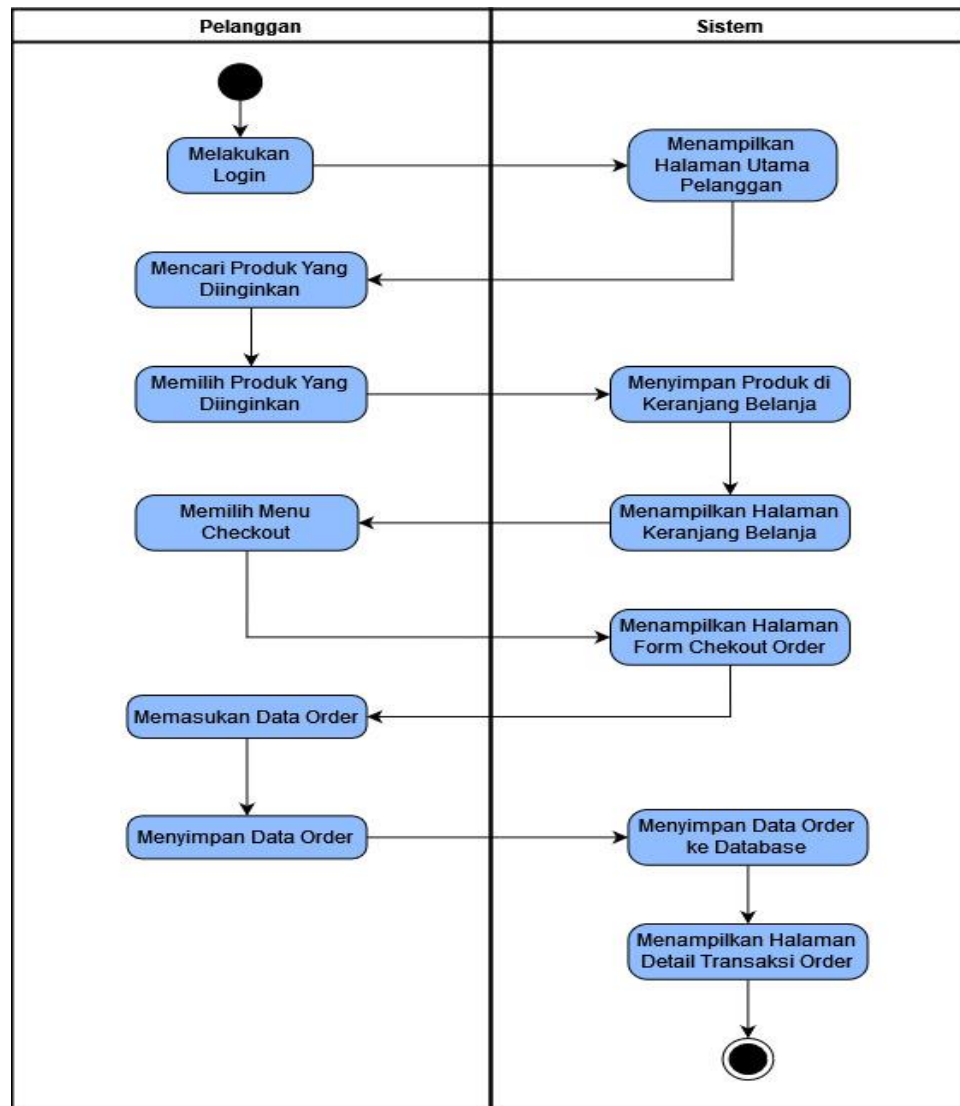 Pelanggan
Sistem
Melakukan
Login
Menampilkan
Halaman Utama
Pelanggan
Mencari Produk Yang
Diinginkan
Memilih Produk Yang
Diinginkan
Menyimpan Produk di
Keranjang Belanja
Menampilkan Halaman
Keranjang Belanja
Memilih Menu
Checkout
Menampilkan Halaman
Form Chekout Order
Memasukan Data Order
Menyimpan Data Order
Menyimpan Data Order
ke Database
Menampilkan Halaman
Detail Transaksi Order